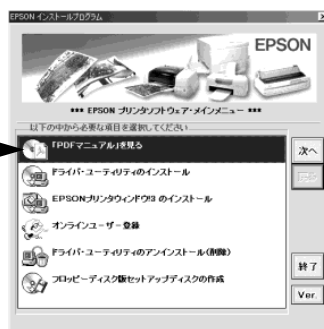 EPSON インストールプログラム
EPSON
*** EPSON プリンタソフトウェア・メインメニュー ***
以下の中から必要な項目を選択してください
「PDFマニュアル」を見る
ドライバ・ユーティリティのインストール
EPSONプリンタウィンドウ!3 のインストール
オンラインユーザー登録
ドライバ・ユーティリティのアンインストール(削除)
フロッピーディスク版セットアップディスクの作成
次へ
終了
Ver.